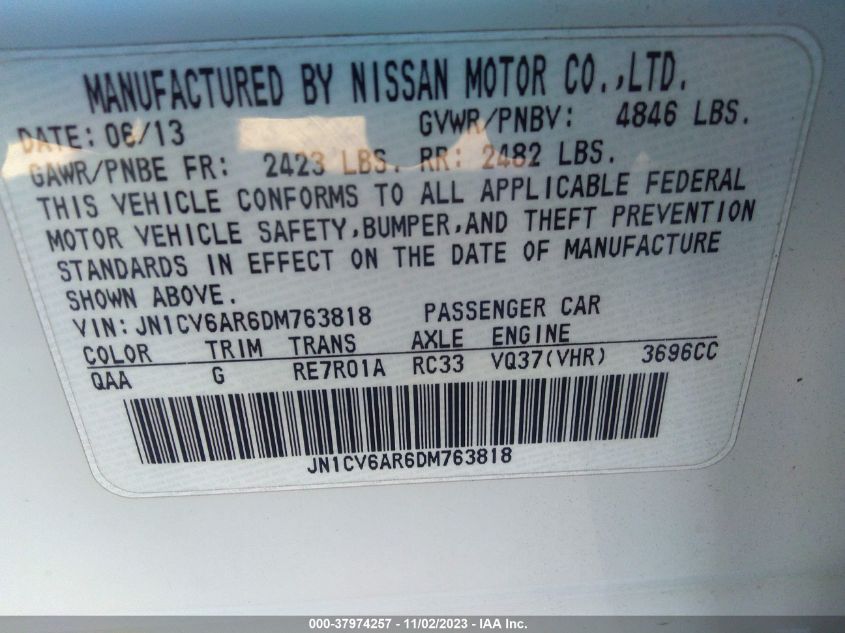 MANUFACTURED BY NISSAN MOTOR CO.,LTD.
DATE: 06/13 GVWR/PNBV: 4846 LBS.
GAWR/PNBE FR: 2423 LBS. RR: 2482 LBS.
THIS VEHICLE CONFORMS TO ALL APPLICABLE FEDERAL
MOTOR VEHICLE SAFETY,BUMPER,AND THEFT PREVENTION
STANDARDS IN EFFECT ON THE DATE OF MANUFACTURE
SHOWN ABOVE.
VIN: JN1CV6AR6DM763818 PASSENGER CAR
COLOR TRIM TRANS AXLE ENGINE
QAA G RE7R01A RC33 VQ37(VHR) 3696CC
JN1CV6AR6DM763818
000-37974257 - 11/02/2023 - IAA Inc.